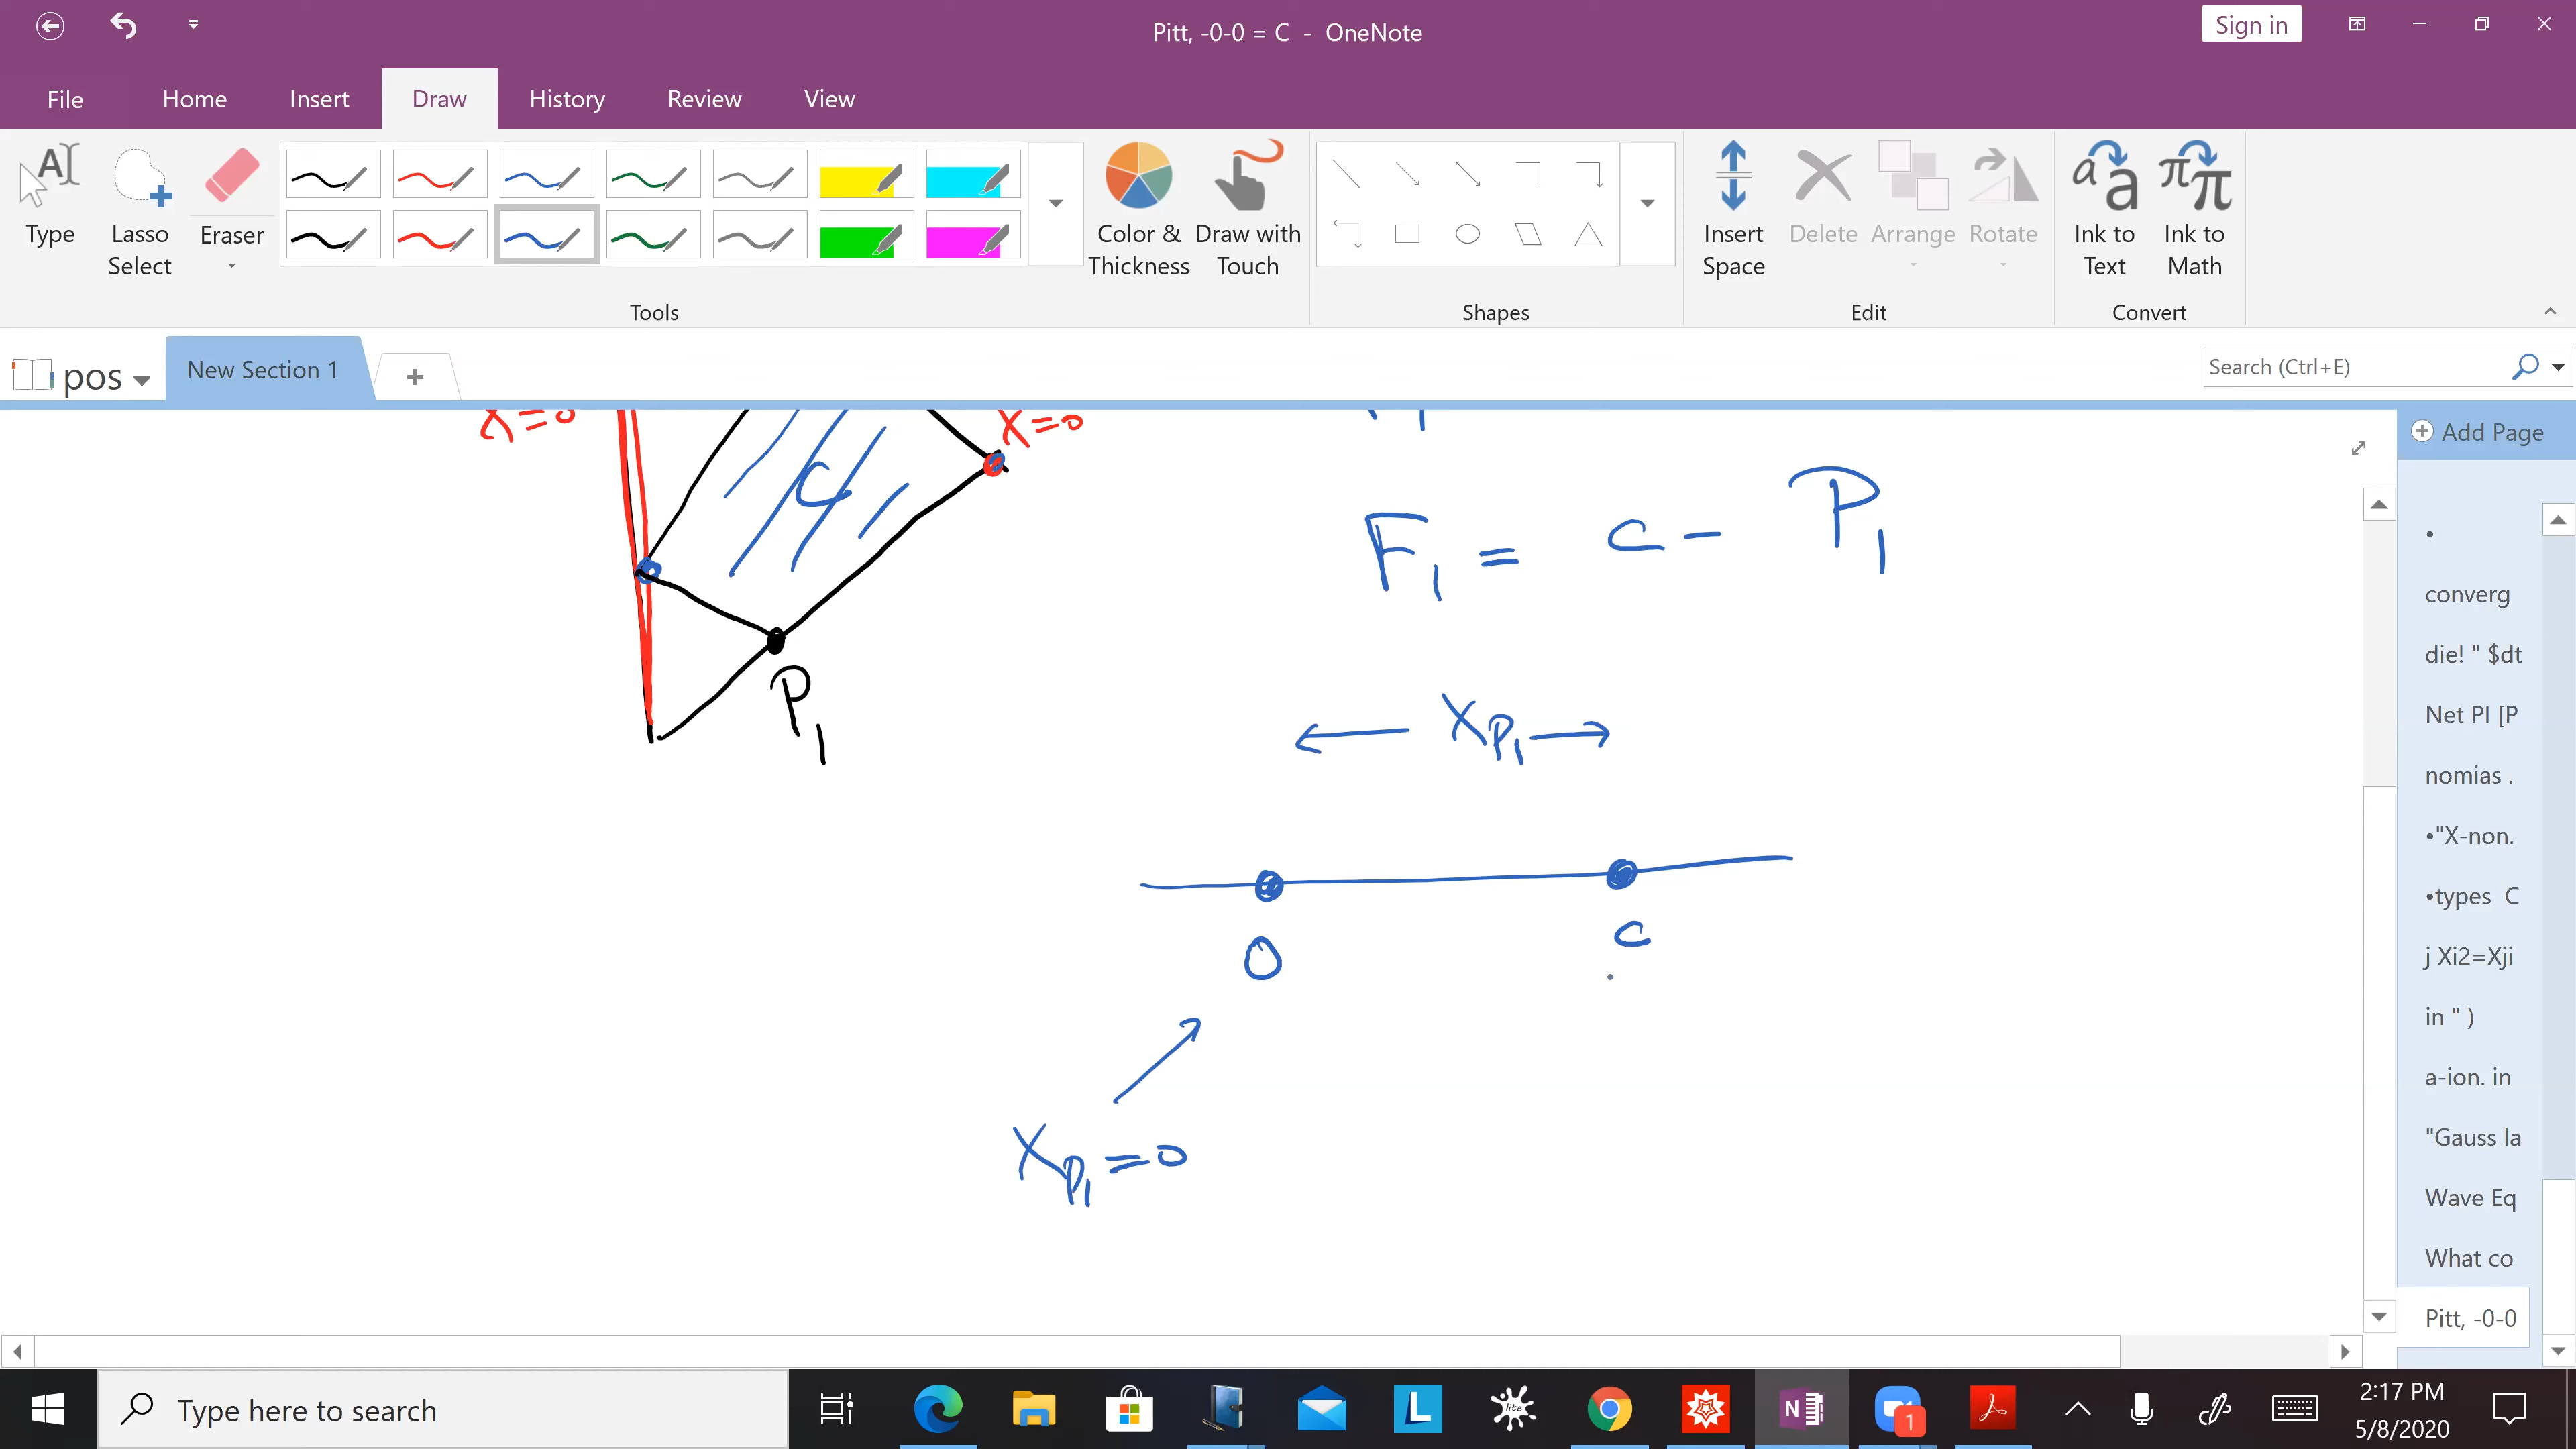 Pitt, -0-0 = C - OneNote
Sign in
File Home Insert Draw History Review View
Type
Lasso Select
Eraser
Color & Thickness
Draw with Touch
Insert Space
Delete
Arrange
Rotate
Ink to Text
Ink to Math
Tools
Shapes
Edit
Convert
pos
New Section 1
Search (Ctrl+E)
Add Page
X=0
X=0
C
P1
F1 = c - P1
XP1
0
c
XP1=0
•
converg
die! " $dt
Net PI [P
nomias .
•"X-non.
•types C
j Xi2=Xji
in " )
a-ion. in
"Gauss la
Wave Eq
What co
Pitt, -0-0
Type here to search
L
lite
N
1
2:17 PM
5/8/2020